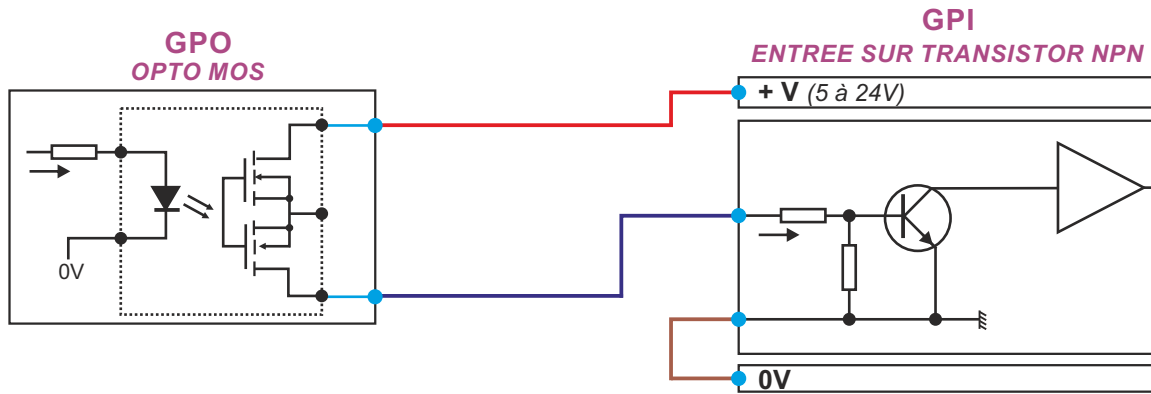 GPO
OPTO MOS
0V
GPI
ENTREE SUR TRANSISTOR NPN
+ V (5 à 24V)
0V